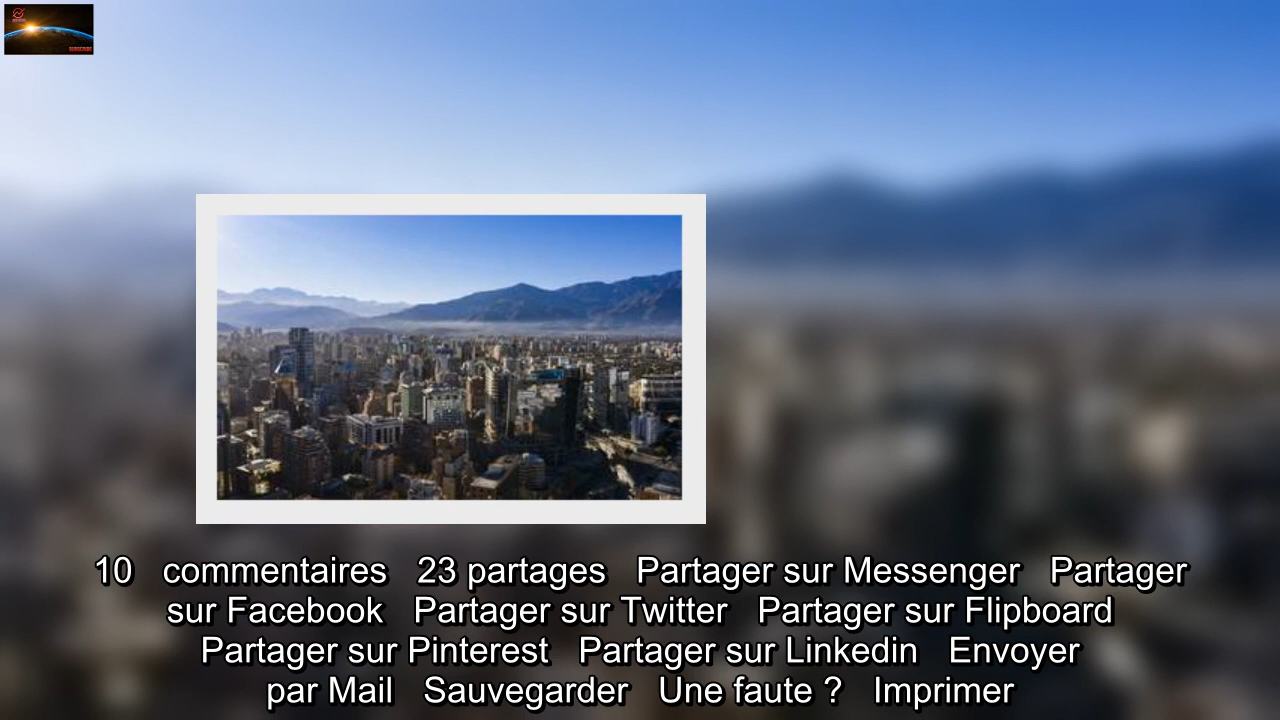 SUBSCRIBE
10 commentaires 23 partages Partager sur Messenger Partager
sur Facebook Partager sur Twitter Partager sur Flipboard
Partager sur Pinterest Partager sur Linkedin Envoyer
par Mail Sauvegarder Une faute ? Imprimer